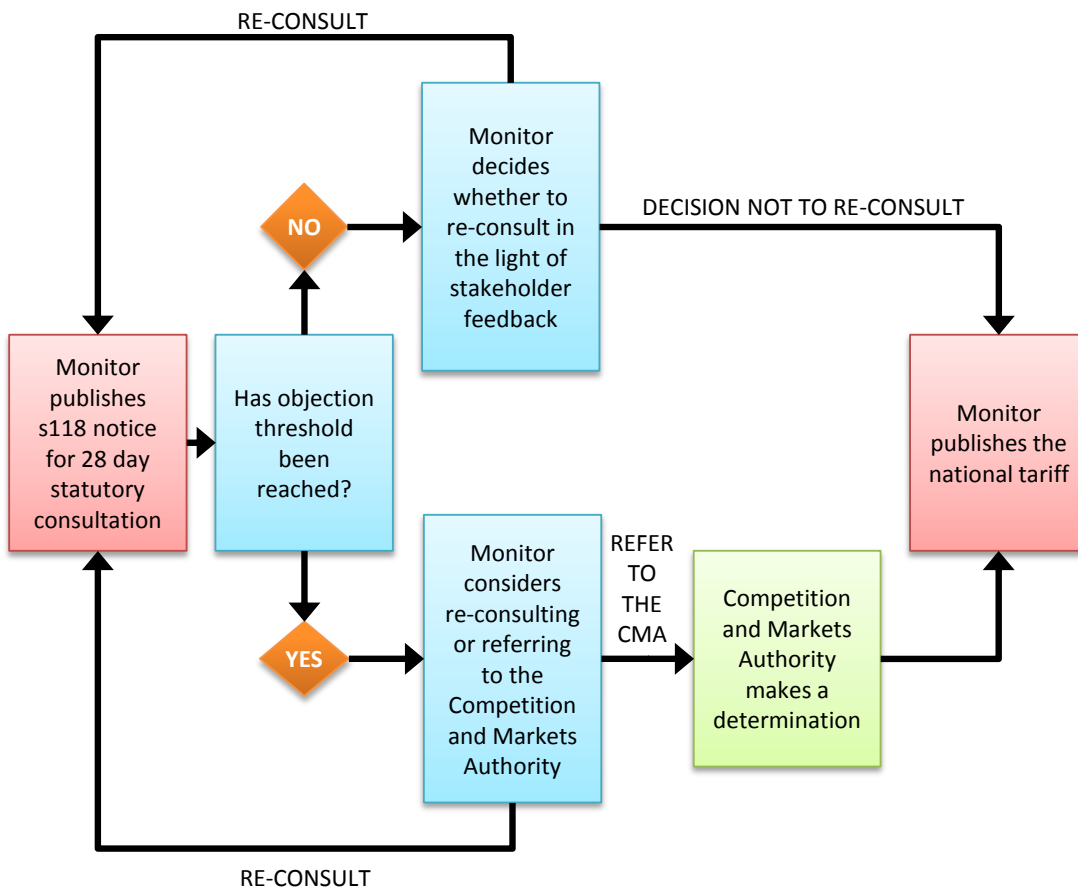 RE-CONSULT
Monitor
decides
whether to
re-consult in
the light of
stakeholder
feedback
NO
DECISION NOT TO RE-CONSULT
Monitor
publishes
s118 notice
for 28 day
statutory
consultation
Has objection
threshold
been
reached?
Monitor
publishes the
national tariff
YES
Monitor
considers
re-consulting
or referring
to the
Competition
and Markets
Authority
REFER
TO
THE
CMA
Competition
and Markets
Authority
makes a
determination
RE-CONSULT